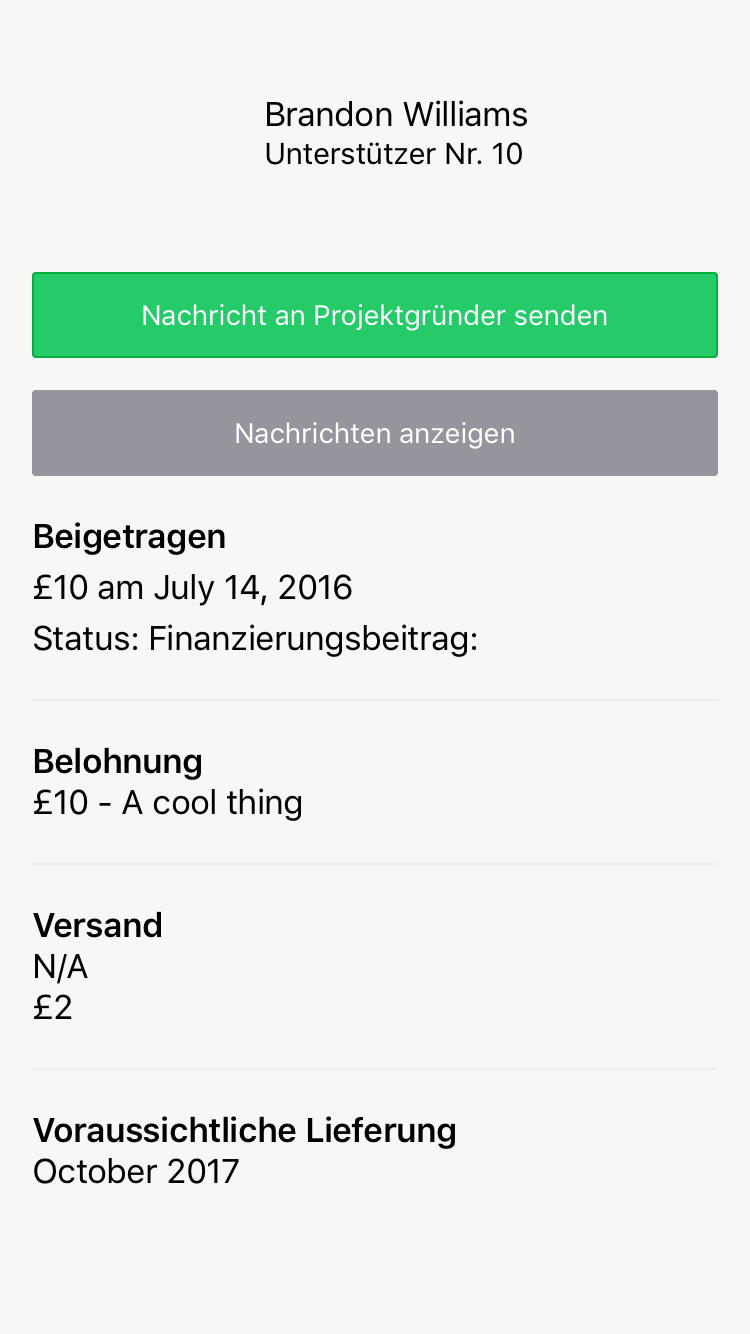 Brandon Williams
Unterstützer Nr. 10
Nachricht an Projektgründer senden
Nachrichten anzeigen
Beigetragen
£10 am July 14, 2016
Status: Finanzierungsbeitrag:
Belohnung
£10 - A cool thing
Versand
N/A
£2
Voraussichtliche Lieferung
October 2017